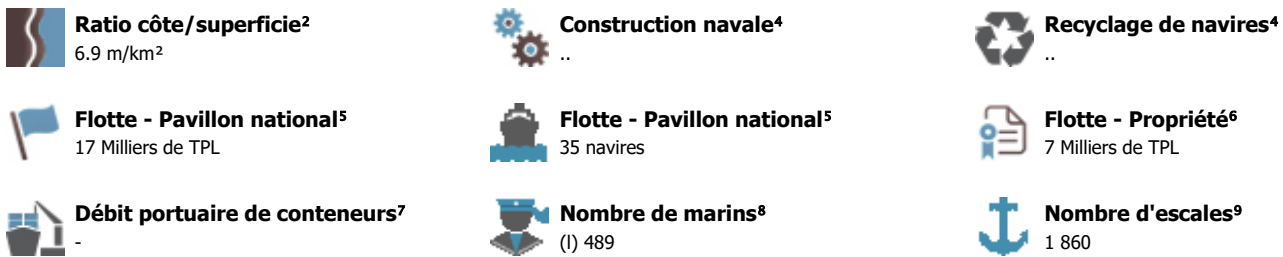 Ratio côte/superficie²
6.9 m/km²
Construction navale⁴
..
Recyclage de navires⁴
..
Flotte - Pavillon national⁵
17 Milliers de TPL
Flotte - Pavillon national⁵
35 navires
Flotte - Propriété⁶
7 Milliers de TPL
Débit portuaire de conteneurs⁷
-
Nombre de marins⁸
(l) 489
Nombre d'escales⁹
1 860